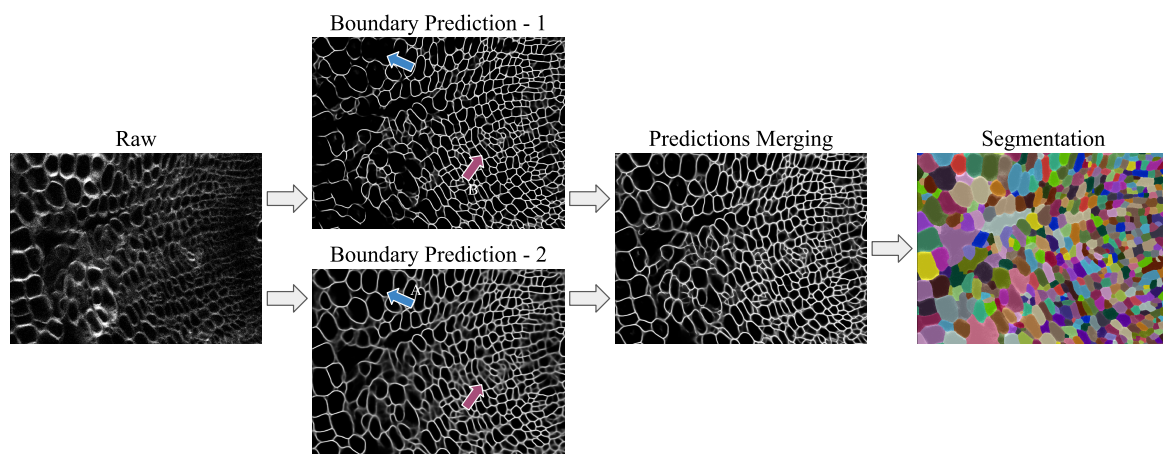 Boundary Prediction - 1
Raw
B
Predictions Merging
Segmentation
Boundary Prediction - 2
A